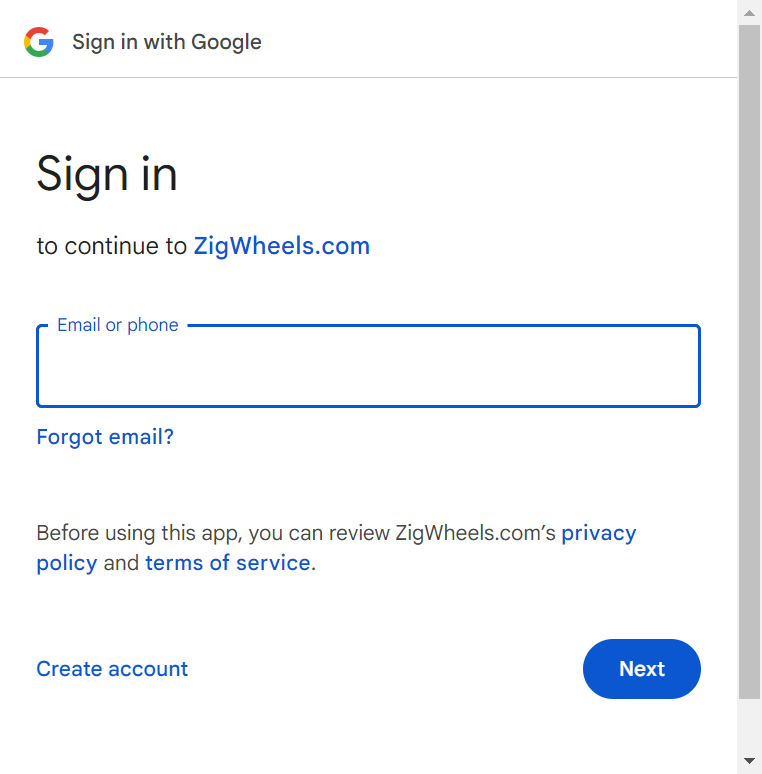 Sign in with Google
Sign in
to continue to ZigWheels.com
Email or phone
Forgot email?
Before using this app, you can review ZigWheels.com’s privacy
policy and terms of service.
Create account
Next